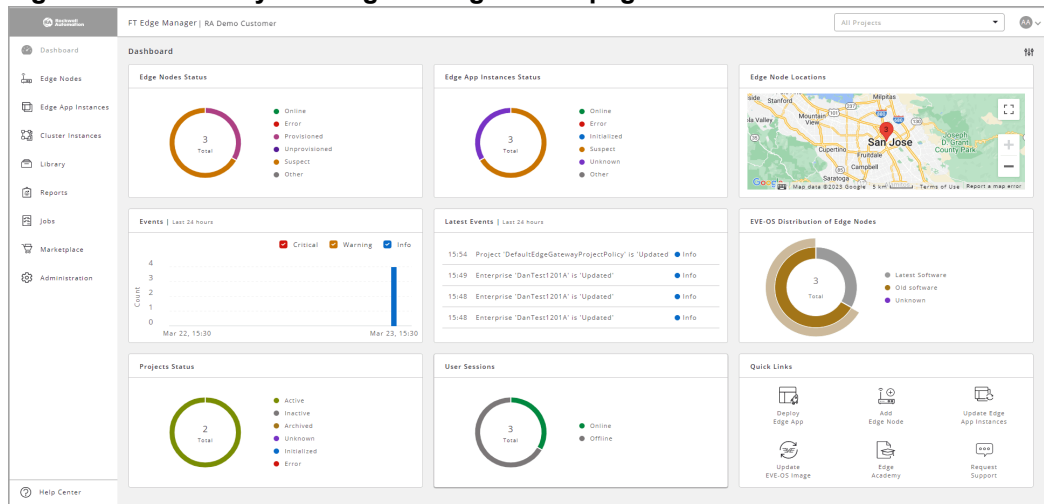 Rockwell
Automation
FT Edge Manager | RA Demo Customer
All Projects
AA
Dashboard
Edge Nodes
Edge App Instances
Cluster Instances
Library
Reports
Jobs
Marketplace
Administration
Help Center
Dashboard
Edge Nodes Status
3
Total
Online
Error
Provisioned
Unprovisioned
Suspect
Other
Edge App Instances Status
3
Total
Online
Error
Initialized
Suspect
Unknown
Other
Edge Node Locations
Stanford
Milpitas
Mountain
View
San Jose
Joseph
D. Grant
County Park
Cupertino
Fruitdale
Campbell
Saratoga
Google
Map data ©2023 Google
5 km
Terms of Use
Report a map error
Events | Last 24 hours
Critical
Warning
Info
4
3
2
1
0
Count
Mar 22, 15:30
Mar 23, 15:30
Latest Events | Last 24 hours
15:54 Project 'DefaultEdgeGatewayProjectPolicy' is 'Updated Info
15:49 Enterprise 'DanTest1201A' is 'Updated' Info
15:48 Enterprise 'DanTest1201A' is 'Updated' Info
15:48 Enterprise 'DanTest1201A' is 'Updated' Info
EVE-OS Distribution of Edge Nodes
3
Total
Latest Software
Old software
Unknown
Projects Status
2
Total
Active
Inactive
Archived
Unknown
Initialized
Error
User Sessions
3
Total
Online
Offline
Quick Links
Deploy
Edge App
Add
Edge Node
Update Edge
App Instances
Update
EVE-OS Image
Edge
Academy
Request
Support